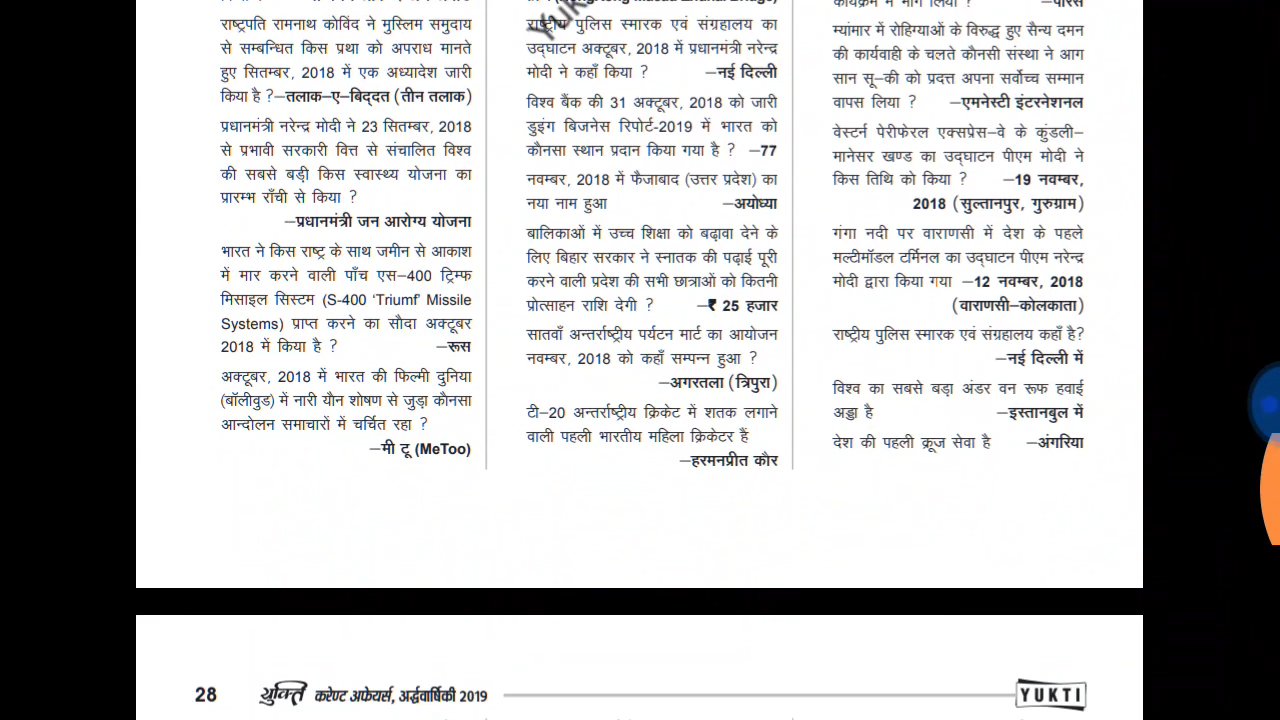 राष्ट्रपति रामनाथ कोविंद ने मुस्लिम समुदाय
से सम्बन्धित किस प्रथा को अपराध मानते
हुए सितम्बर, 2018 में एक अध्यादेश जारी
किया है ? –तलाक–ए–बिद्दत (तीन तलाक)
प्रधानमंत्री नरेन्द्र मोदी ने 23 सितम्बर, 2018
से प्रभावी सरकारी वित्त से संचालित विश्व
की सबसे बड़ी किस स्वास्थ्य योजना का
प्रारम्भ राँची से किया ?
–प्रधानमंत्री जन आरोग्य योजना
भारत ने किस राष्ट्र के साथ जमीन से आकाश
में मार करने वाली पाँच एस–400 ट्रिम्फ
मिसाइल सिस्टम (S-400 ‘Triumf’ Missile
Systems) प्राप्त करने का सौदा अक्टूबर
2018 में किया है ? –रूस
अक्टूबर, 2018 में भारत की फिल्मी दुनिया
(बॉलीवुड) में नारी यौन शोषण से जुड़ा कौनसा
आन्दोलन समाचारों में चर्चित रहा ?
–मी टू (MeToo)
राष्ट्रीय पुलिस स्मारक एवं संग्रहालय का
उद्घाटन अक्टूबर, 2018 में प्रधानमंत्री नरेन्द्र
मोदी ने कहाँ किया ? –नई दिल्ली
विश्व बैंक की 31 अक्टूबर, 2018 को जारी
डुइंग बिजनेस रिपोर्ट-2019 में भारत को
कौनसा स्थान प्रदान किया गया है ? –77
नवम्बर, 2018 में फैजाबाद (उत्तर प्रदेश) का
नया नाम हुआ –अयोध्या
बालिकाओं में उच्च शिक्षा को बढ़ावा देने के
लिए बिहार सरकार ने स्नातक की पढ़ाई पूरी
करने वाली प्रदेश की सभी छात्राओं को कितनी
प्रोत्साहन राशि देगी ? –₹ 25 हजार
सातवाँ अन्तर्राष्ट्रीय पर्यटन मार्ट का आयोजन
नवम्बर, 2018 को कहाँ सम्पन्न हुआ ?
–अगरतला (त्रिपुरा)
टी–20 अन्तर्राष्ट्रीय क्रिकेट में शतक लगाने
वाली पहली भारतीय महिला क्रिकेटर हैं
–हरमनप्रीत कौर
कार्यक्रम में भाग लिया ? –पेरिस
म्यांमार में रोहिग्याओं के विरुद्ध हुए सैन्य दमन
की कार्यवाही के चलते कौनसी संस्था ने आग
सान सू–की को प्रदत्त अपना सर्वोच्च सम्मान
वापस लिया ? –एमनेस्टी इंटरनेशनल
वेस्टर्न पेरीफेरल एक्सप्रेस–वे के कुंडली–
मानेसर खण्ड का उद्घाटन पीएम मोदी ने
किस तिथि को किया ? –19 नवम्बर,
2018 (सुल्तानपुर, गुरुग्राम)
गंगा नदी पर वाराणसी में देश के पहले
मल्टीमॉडल टर्मिनल का उद्घाटन पीएम नरेन्द्र
मोदी द्वारा किया गया –12 नवम्बर, 2018
(वाराणसी–कोलकाता)
राष्ट्रीय पुलिस स्मारक एवं संग्रहालय कहाँ है?
–नई दिल्ली में
विश्व का सबसे बड़ा अंडर वन रूफ हवाई
अड्डा है –इस्तानबुल में
देश की पहली क्रूज सेवा है –अंगरिया
28 युक्ति करेण्ट अफेयर्स, अर्द्धवार्षिकी 2019 YUKTI